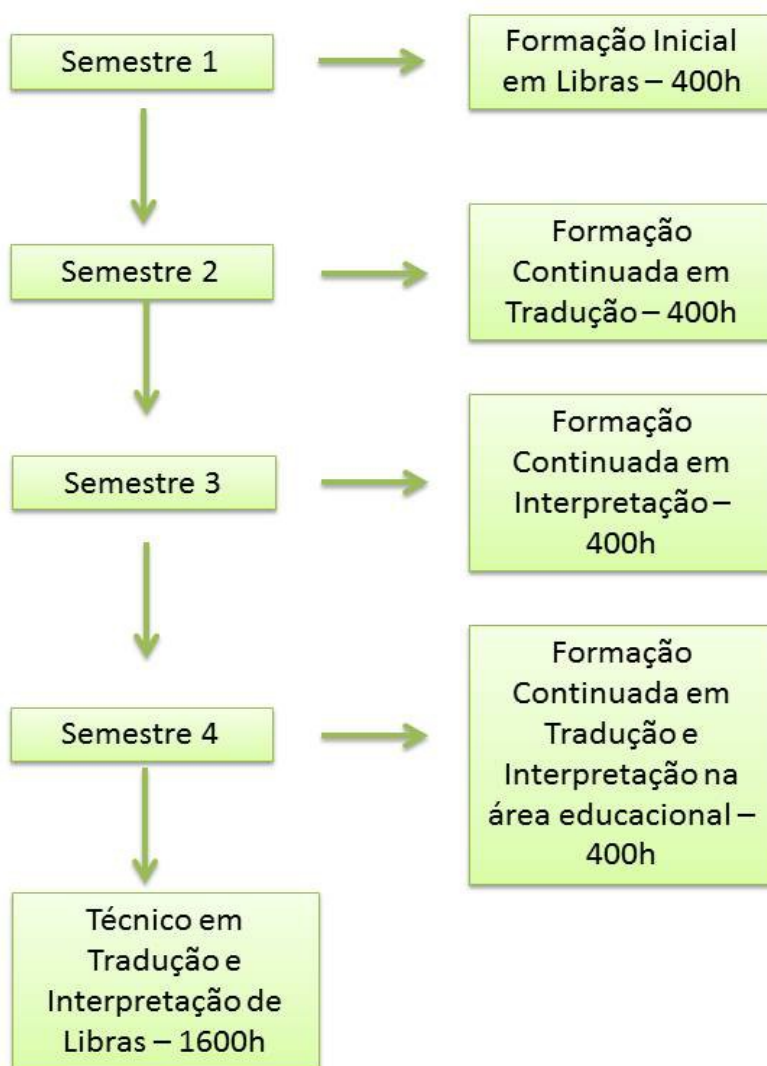 Semestre 1
Formação Inicial
em Libras – 400h
Semestre 2
Formação
Continuada em
Tradução – 400h
Semestre 3
Formação
Continuada em
Interpretação –
400h
Semestre 4
Formação
Continuada em
Tradução e
Interpretação na
área educacional –
400h
Técnico em
Tradução e
Interpretação de
Libras – 1600h